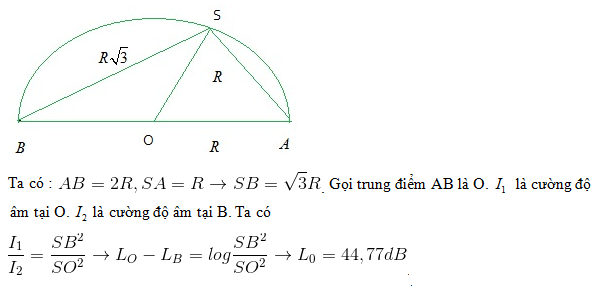 S
R√3
R
B
O
R
A
Ta có : AB = 2R, SA = R → SB = √3R. Gọi trung điểm AB là O. I₁ là cường độ
âm tại O. I₂ là cường độ âm tại B. Ta có
I₁/I₂ = SB²/SO² → L_O − L_B = log SB²/SO² → L₀ = 44,77dB